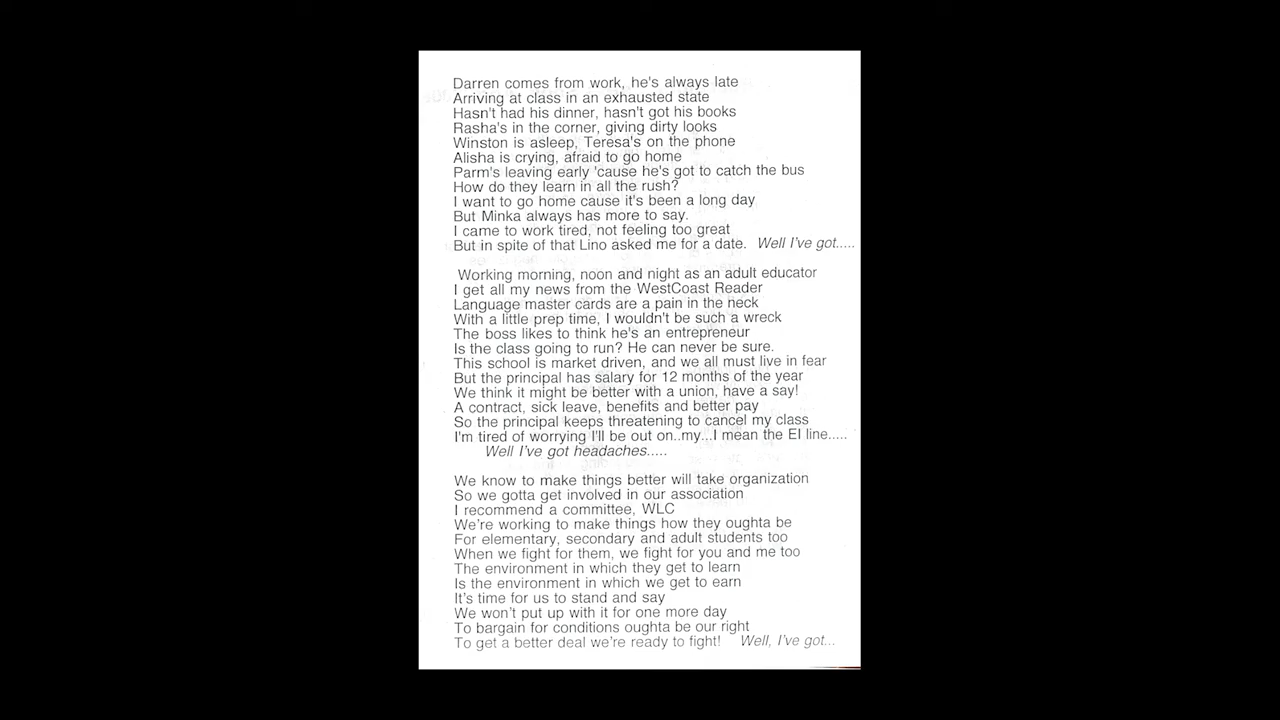 Darren comes from work, he's always late
Arriving at class in an exhausted state
Hasn't had his dinner, hasn't got his books
Rasha's in the corner, giving dirty looks
Winston is asleep, Teresa's on the phone
Alisha is crying, afraid to go home
Parm's leaving early 'cause he's got to catch the bus
How do they learn in all the rush?
I want to go home cause it's been a long day
But Minka always has more to say.
I came to work tired, not feeling too great
But in spite of that Lino asked me for a date. Well I've got.....
Working morning, noon and night as an adult educator
I get all my news from the WestCoast Reader
Language master cards are a pain in the neck
With a little prep time, I wouldn't be such a wreck
The boss likes to think he's an entrepreneur
Is the class going to run? He can never be sure.
This school is market driven, and we all must live in fear
But the principal has salary for 12 months of the year
We think it might be better with a union, have a say!
A contract, sick leave, benefits and better pay
So the principal keeps threatening to cancel my class
I'm tired of worrying I'll be out on..my...I mean the EI line.....
Well I've got headaches.....
We know to make things better will take organization
So we gotta get involved in our association
I recommend a committee, WLC
We're working to make things how they oughta be
For elementary, secondary and adult students too
When we fight for them, we fight for you and me too
The environment in which they get to learn
Is the environment in which we get to earn
It's time for us to stand and say
We won't put up with it for one more day
To bargain for conditions oughta be our right
To get a better deal we're ready to fight! Well, I've got...